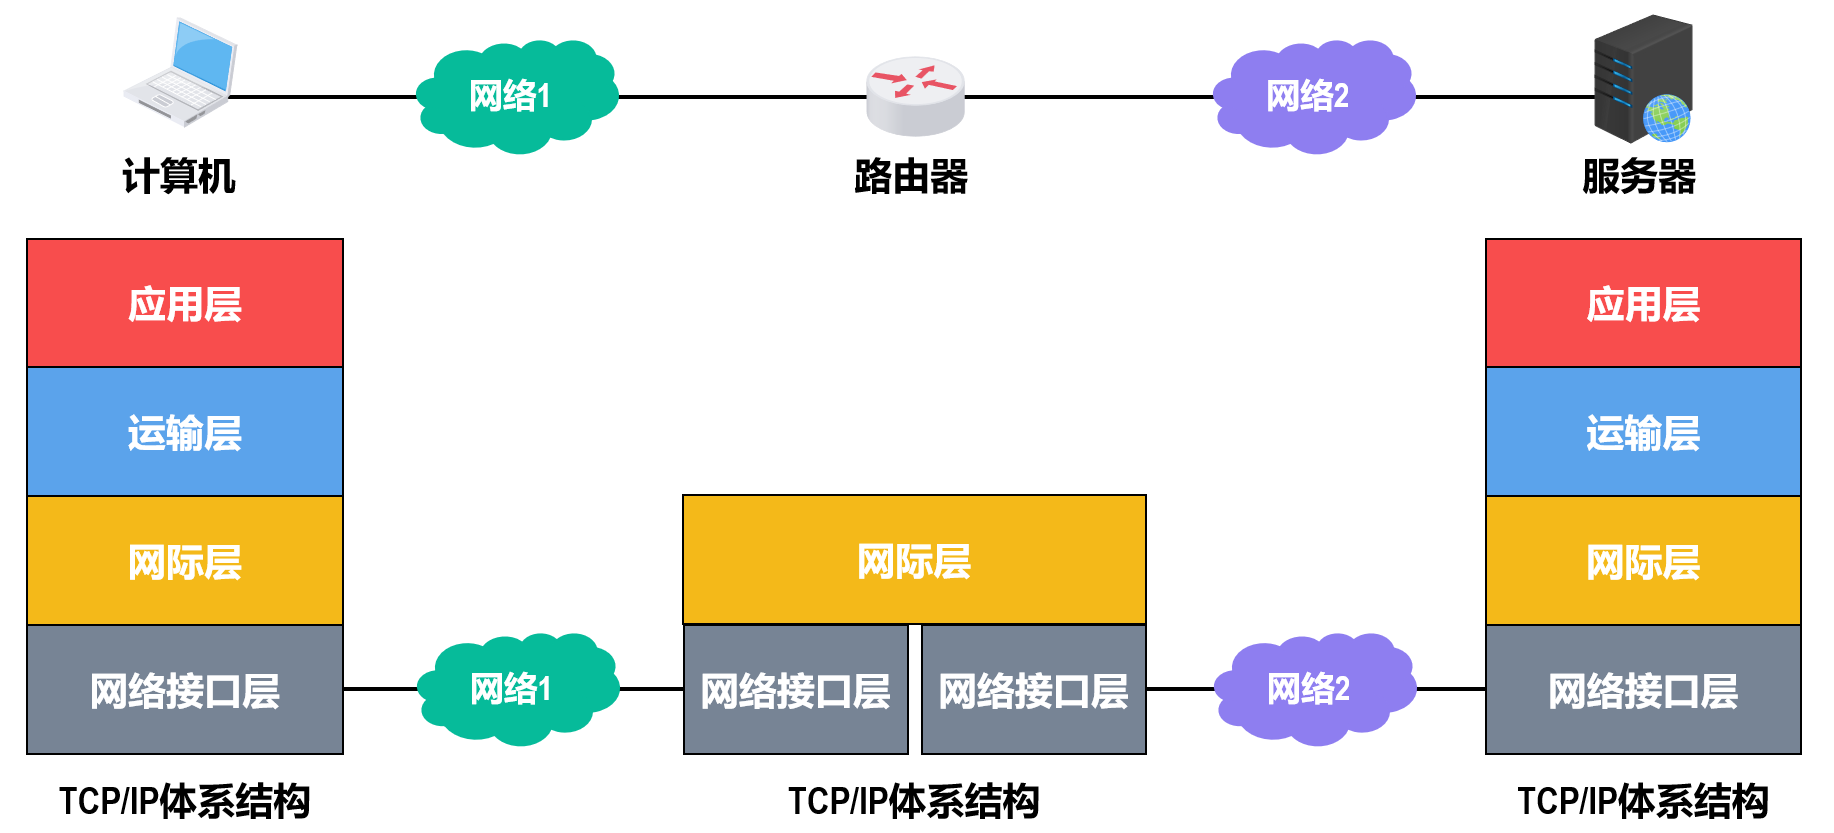 网络1
网络2
计算机
路由器
服务器
应用层
应用层
运输层
运输层
网际层
网际层
网际层
网络接口层
网络1
网络接口层
网络接口层
网络2
网络接口层
TCP/IP体系结构
TCP/IP体系结构
TCP/IP体系结构